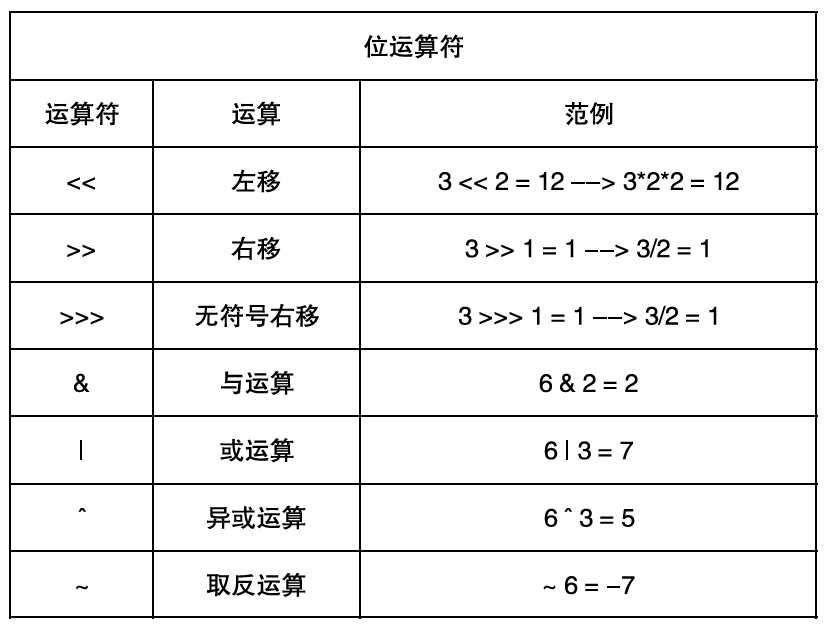 位运算符
运算符 运算 范例
<< 左移 3 << 2 = 12 −−> 3*2*2 = 12
>> 右移 3 >> 1 = 1 −−> 3/2 = 1
>>> 无符号右移 3 >>> 1 = 1 −−> 3/2 = 1
& 与运算 6 & 2 = 2
| 或运算 6 | 3 = 7
^ 异或运算 6 ^ 3 = 5
~ 取反运算 ~ 6 = −7